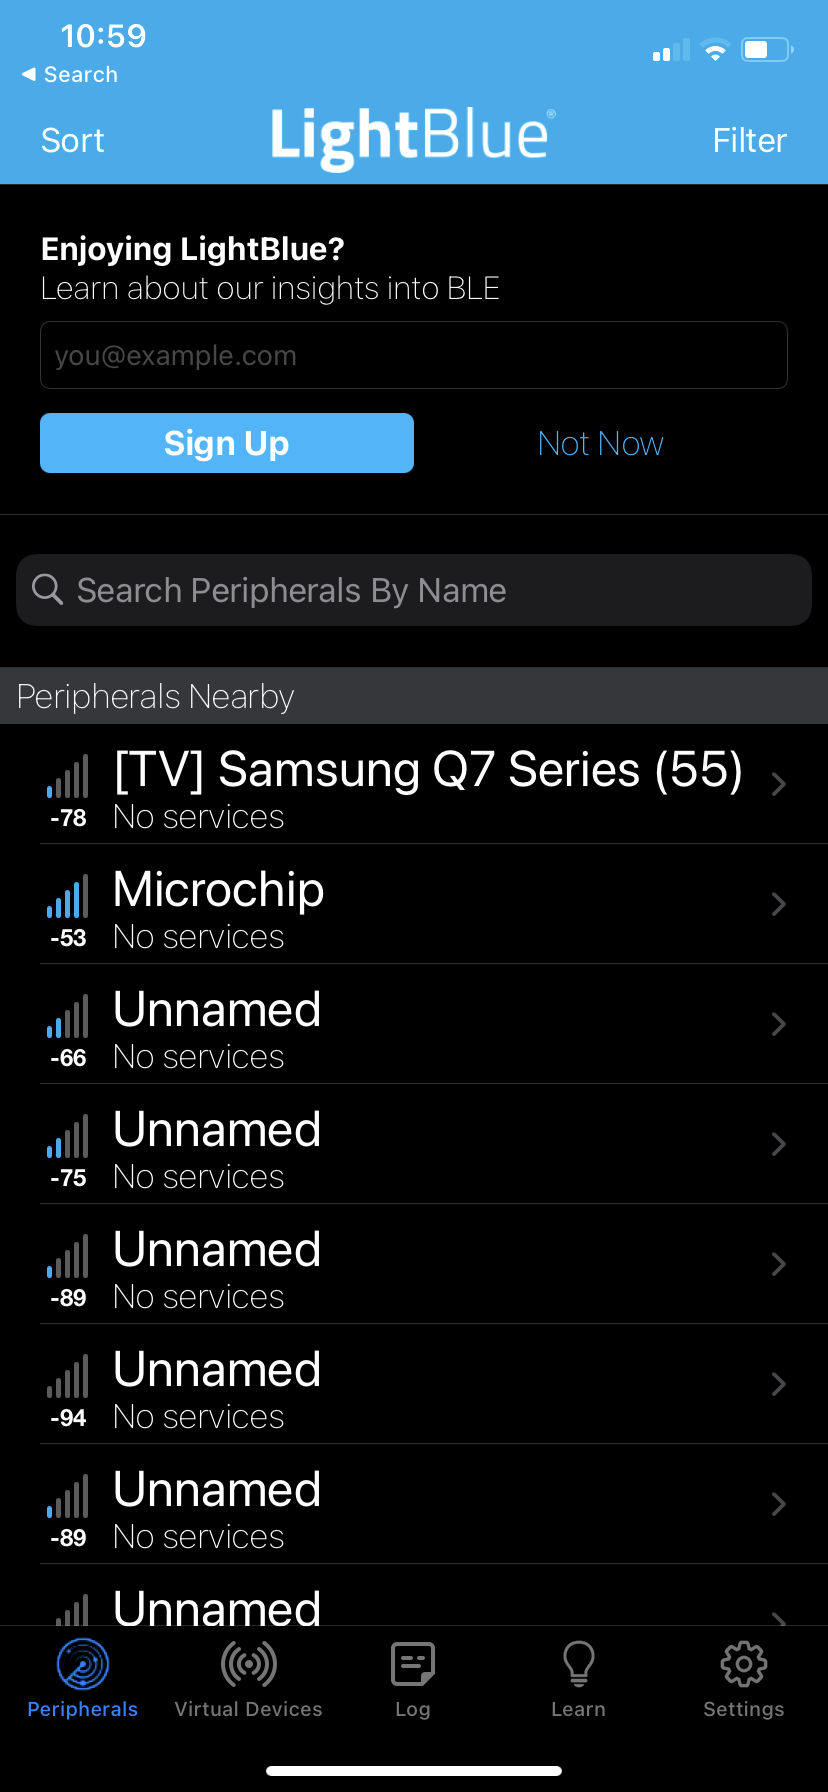 10:59
◀ Search
Sort
LightBlue®
Filter
Enjoying LightBlue?
Learn about our insights into BLE
you@example.com
Sign Up
Not Now
Search Peripherals By Name
Peripherals Nearby
[TV] Samsung Q7 Series (55)
-78 No services
Microchip
-53 No services
Unnamed
-66 No services
Unnamed
-75 No services
Unnamed
-89 No services
Unnamed
-94 No services
Unnamed
-89 No services
Unnamed
Peripherals
Virtual Devices
Log
Learn
Settings